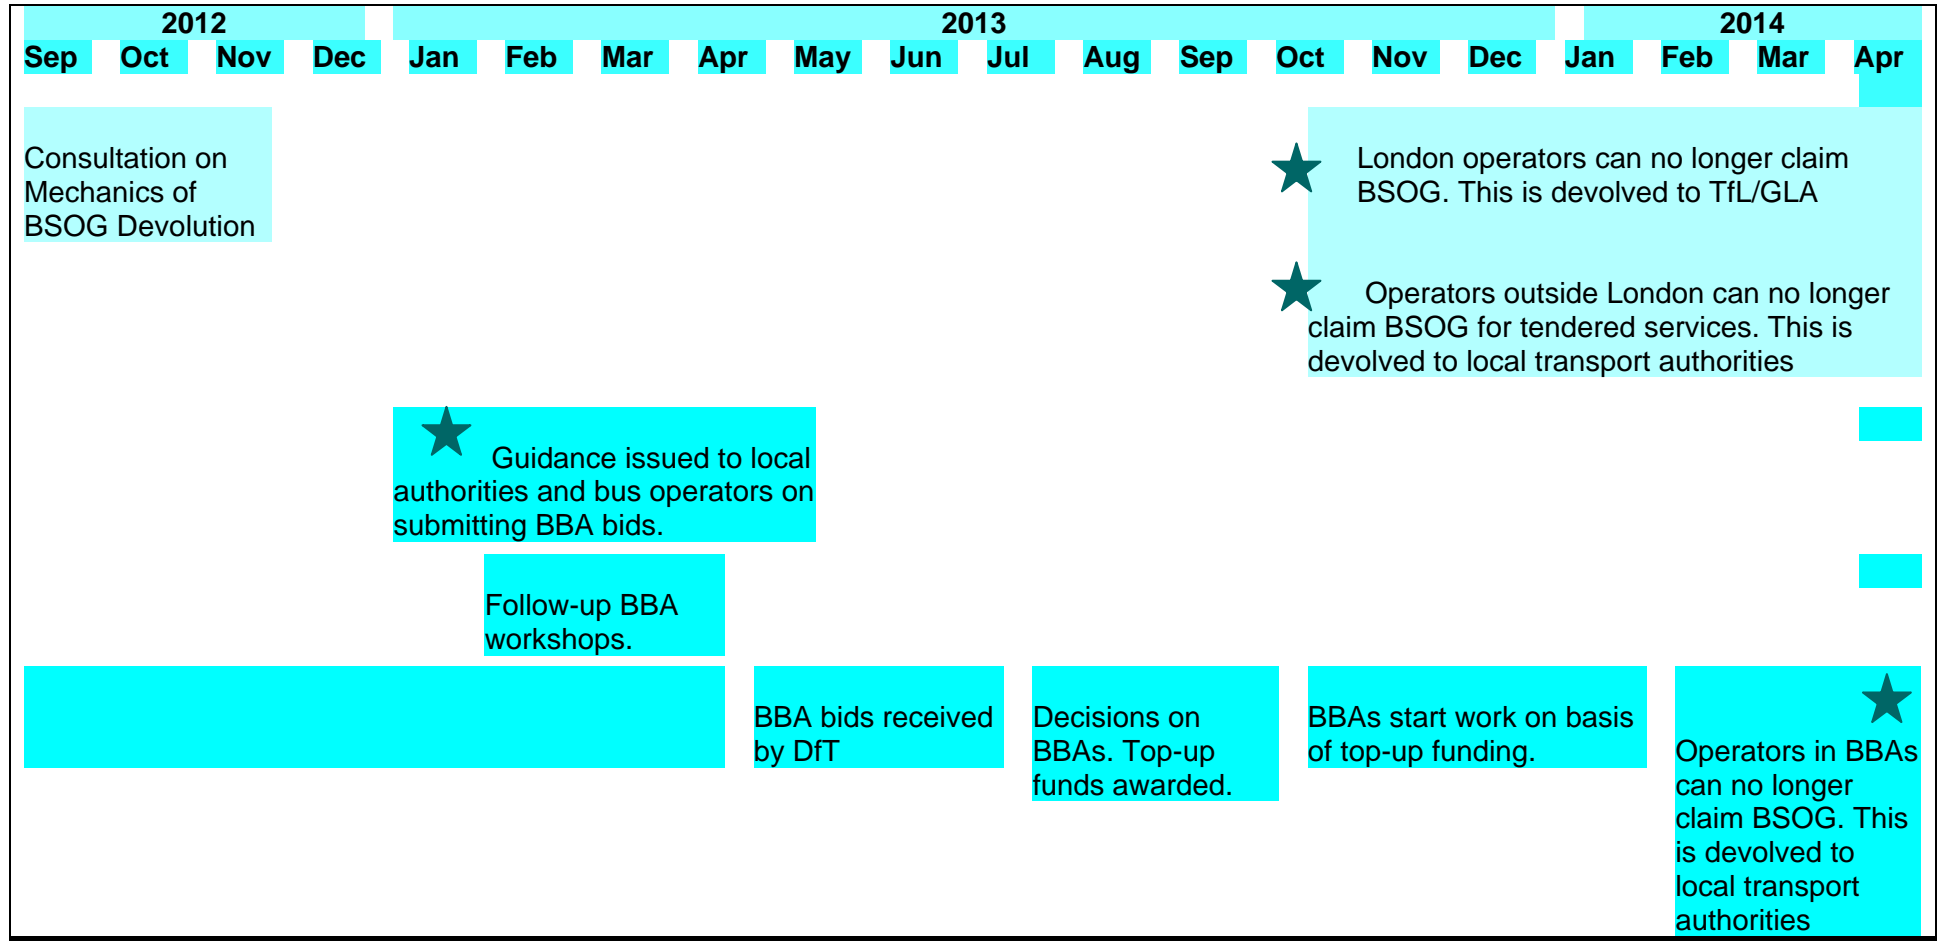 2012 2013 2014
Sep Oct Nov Dec Jan Feb Mar Apr May Jun Jul Aug Sep Oct Nov Dec Jan Feb Mar Apr
Consultation on
Mechanics of
BSOG Devolution
London operators can no longer claim
BSOG. This is devolved to TfL/GLA
Operators outside London can no longer
claim BSOG for tendered services. This is
devolved to local transport authorities
Guidance issued to local
authorities and bus operators on
submitting BBA bids.
Follow-up BBA
workshops.
BBA bids received
by DfT
Decisions on
BBAs. Top-up
funds awarded.
BBAs start work on basis
of top-up funding.
Operators in BBAs
can no longer
claim BSOG. This
is devolved to
local transport
authorities